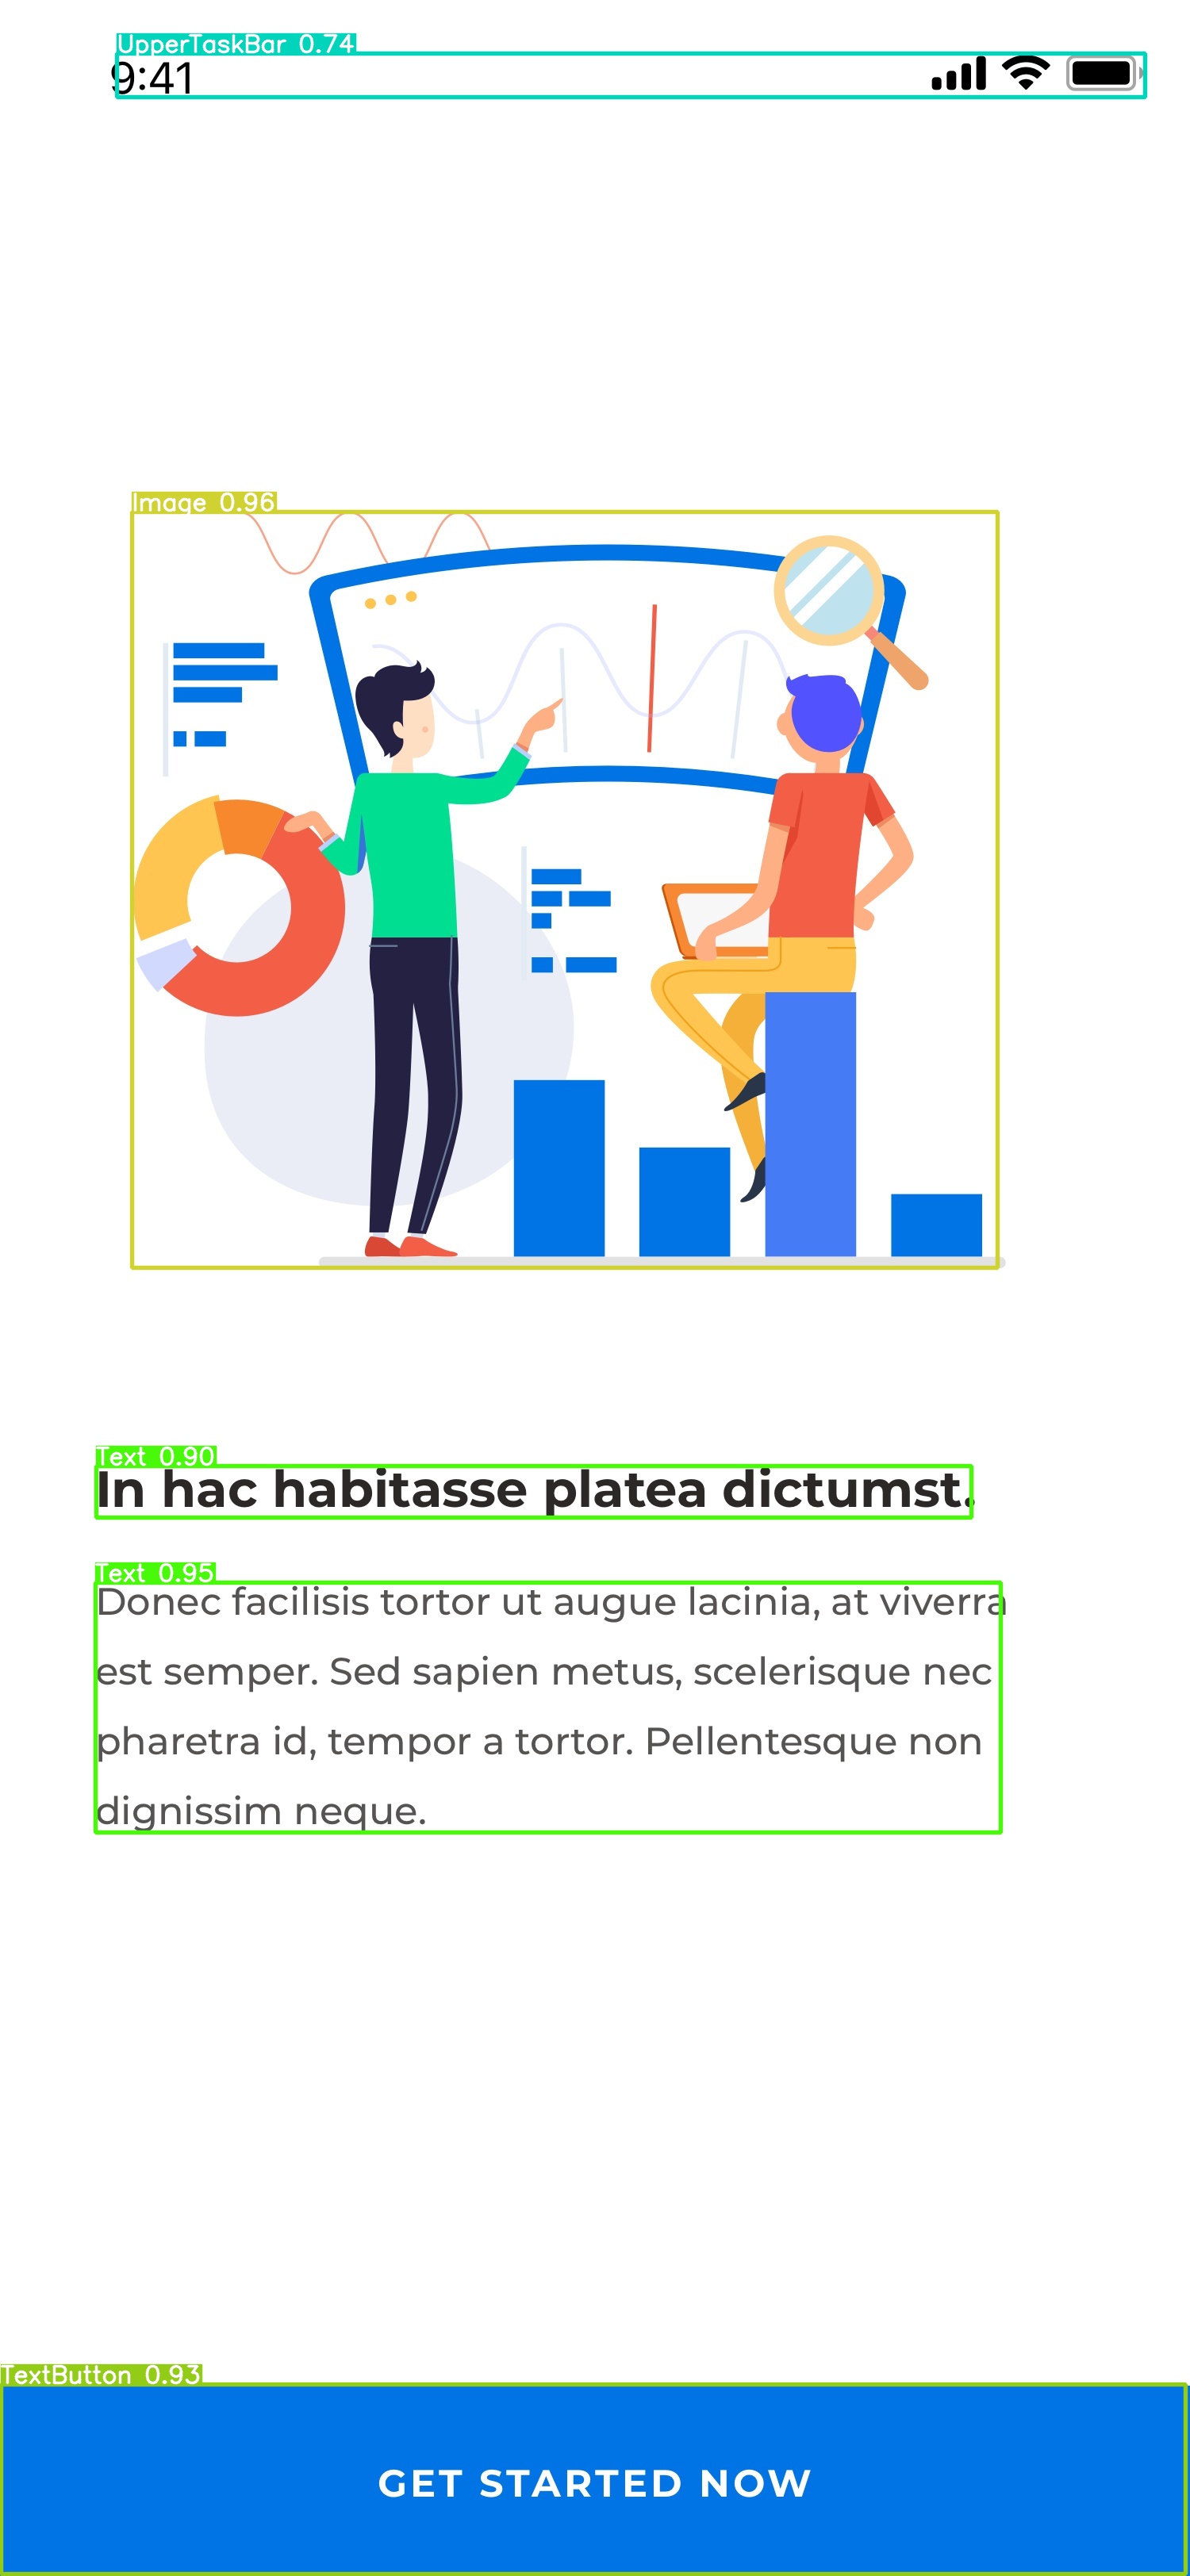 UpperTaskBar 0.74
9:41
Image 0.96
Text 0.90
In hac habitasse platea dictumst.
Text 0.95
Donec facilisis tortor ut augue lacinia, at viverra
est semper. Sed sapien metus, scelerisque nec
pharetra id, tempor a tortor. Pellentesque non
dignissim neque.
TextButton 0.93
GET STARTED NOW